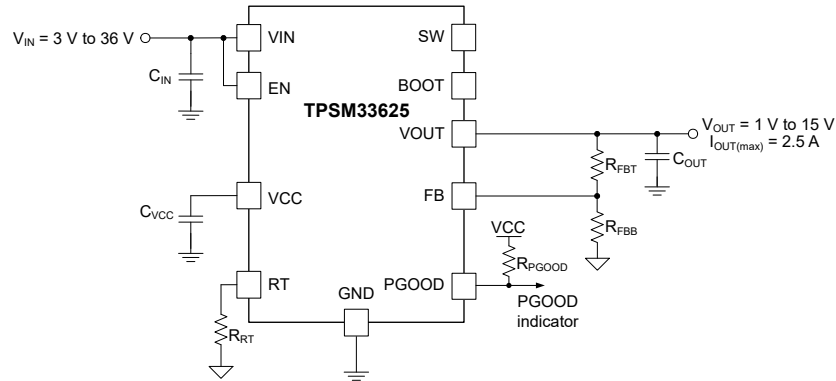 V_IN = 3 V to 36 V
C_IN
VIN
EN
TPSM33625
SW
BOOT
VOUT
V_OUT = 1 V to 15 V
I_OUT(max) = 2.5 A
R_FBT
C_OUT
C_VCC
VCC
FB
R_FBB
VCC
R_PGOOD
RT
GND
PGOOD
PGOOD
indicator
R_RT